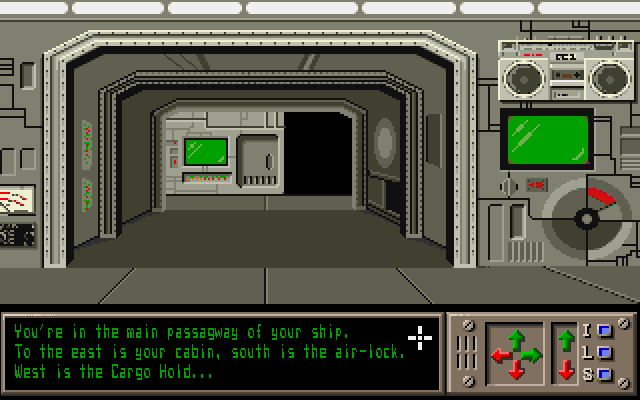 You're in the main passagway of your ship.
To the east is your cabin, south is the air-lock.
West is the Cargo Hold...
I
L
S